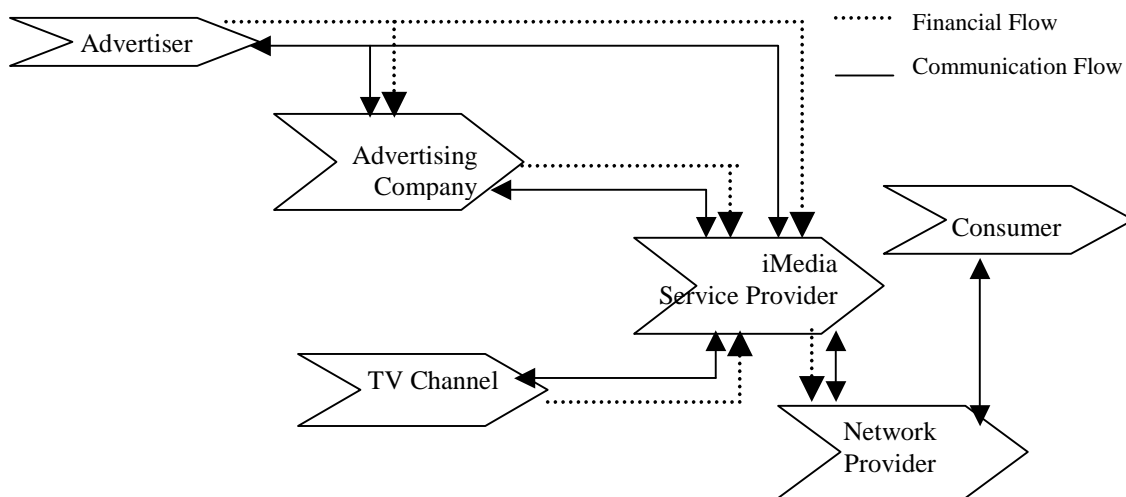 Advertiser
Financial Flow
Communication Flow
Advertising
Company
Consumer
iMedia
Service Provider
TV Channel
Network
Provider